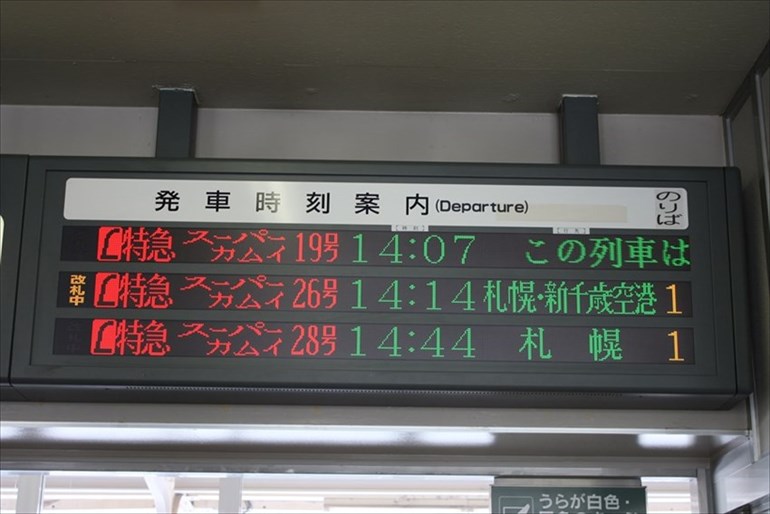 発車時刻案内(Departure) のりば
特急 スーパーカムイ 19号 14:07 この列車は
改札中 特急 スーパーカムイ 26号 14:14 札幌・新千歳空港 1
特急 スーパーカムイ 28号 14:44 札幌 1
うらが白色・